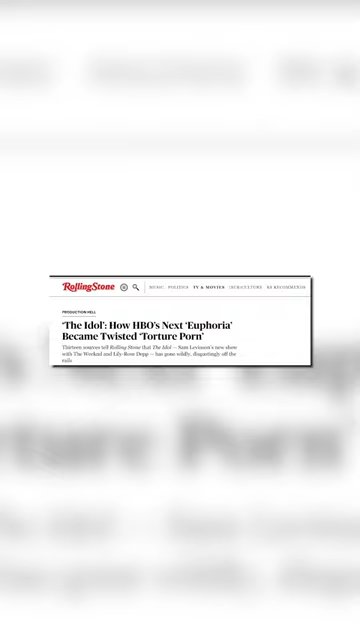 RollingStone MUSIC POLITICS TV & MOVIES (SUB)CULTURE RS RECOMMENDS
PRODUCTION HELL
‘The Idol’: How HBO’s Next ‘Euphoria’
Became Twisted ‘Torture Porn’
Thirteen sources tell Rolling Stone that The Idol — Sam Levinson's new show
with The Weeknd and Lily-Rose Depp — has gone wildly, disgustingly off the
rails